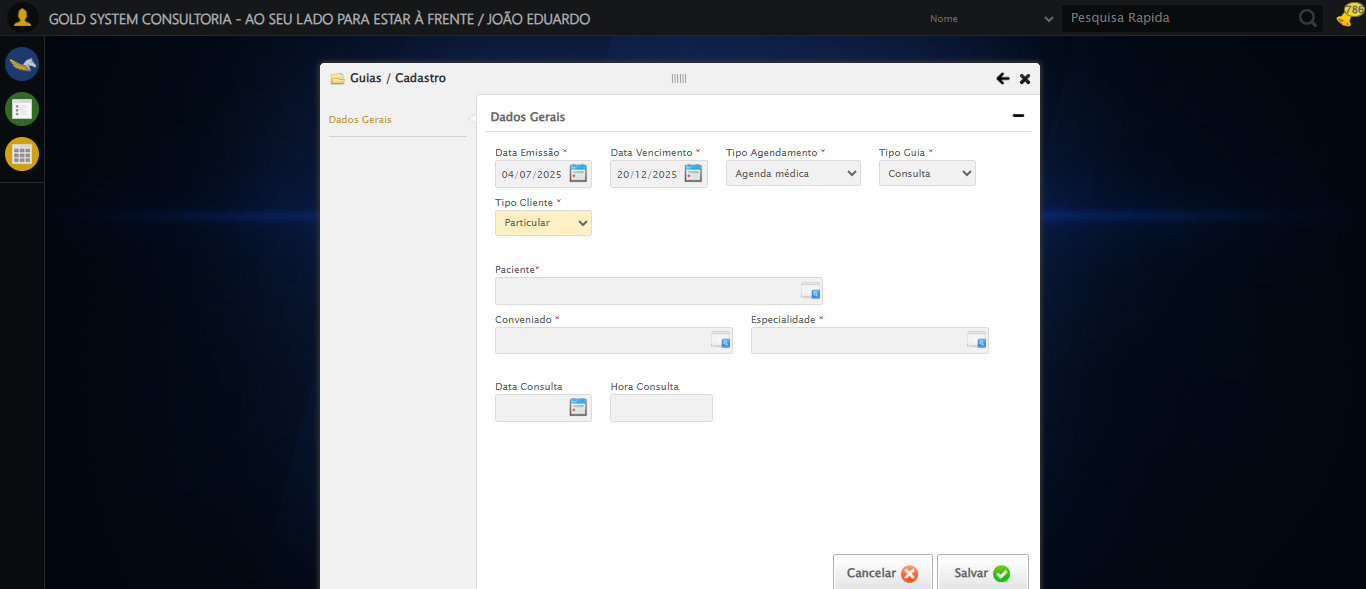 GOLD SYSTEM CONSULTORIA - AO SEU LADO PARA ESTAR À FRENTE / JOÃO EDUARDO
Nome
Pesquisa Rapida
786
Guias / Cadastro
Dados Gerais
Dados Gerais
Data Emissão * Data Vencimento * Tipo Agendamento * Tipo Guia *
04/07/2025 20/12/2025 Agenda médica Consulta
Tipo Cliente *
Particular
Paciente*
Conveniado * Especialidade *
Data Consulta Hora Consulta
Cancelar Salvar